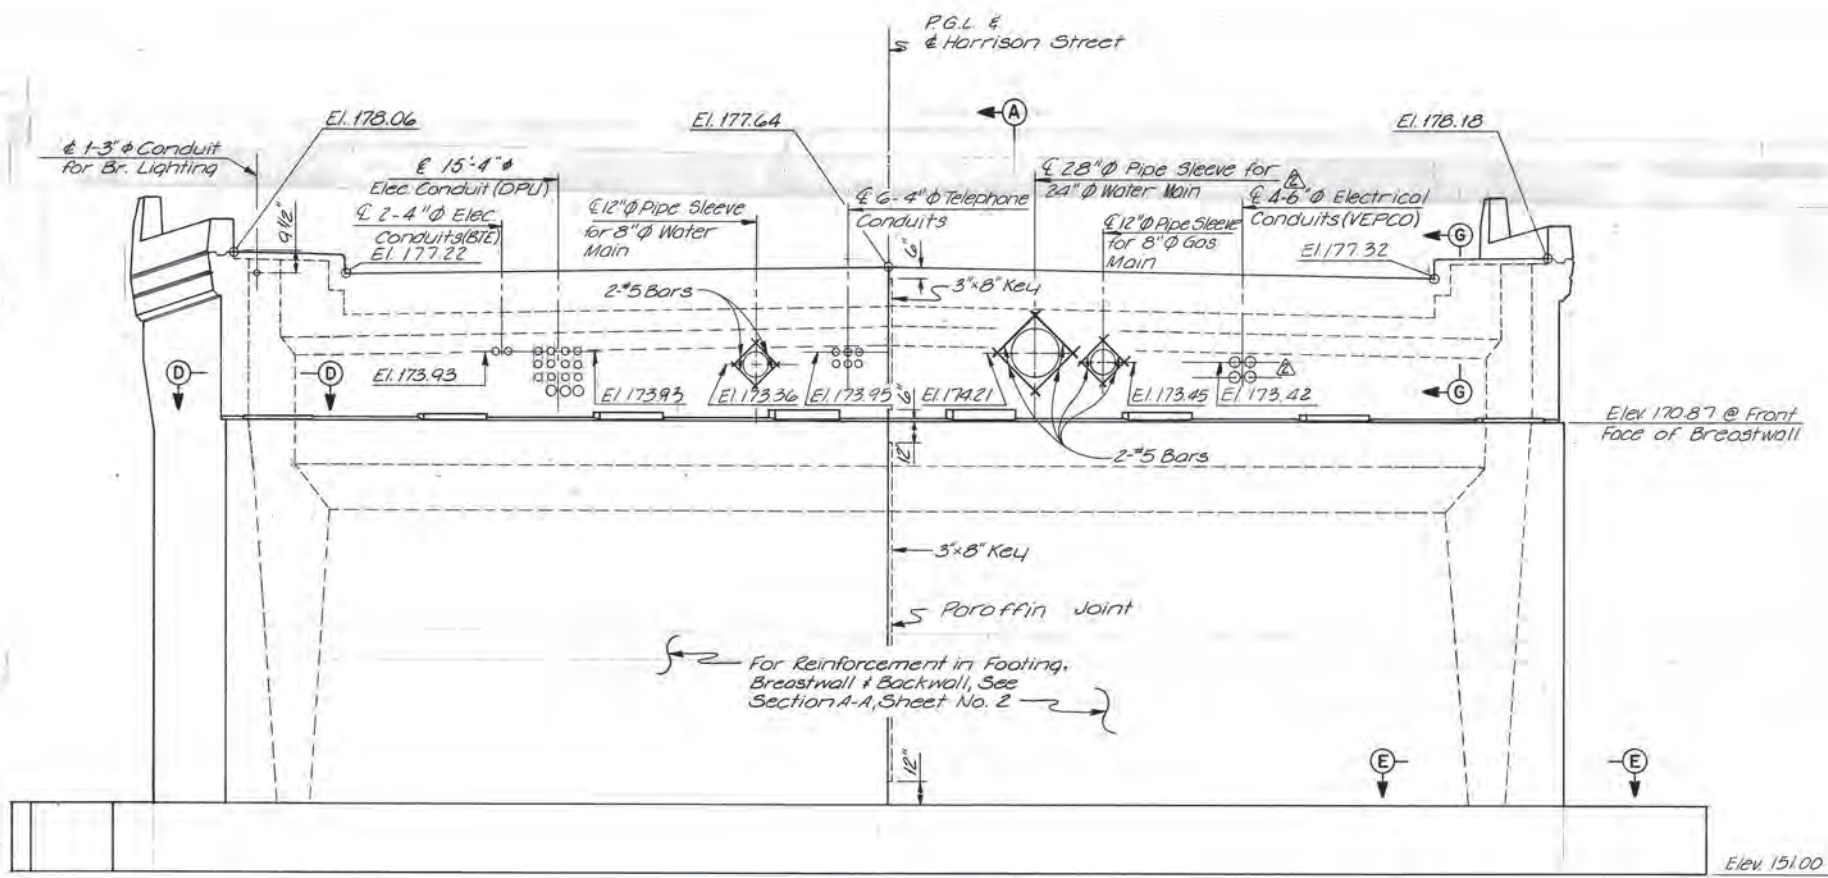 P.G.L. &
℄ Harrison Street
A
El. 178.06
El. 177.64
El. 178.18
℄ 1-3"⌀ Conduit
for Br. Lighting
9 1/2"
℄ 15'-4"⌀
Elec. Conduit (DPU)
℄ 2-4"⌀ Elec.
Conduits (BTE)
El. 177.22
℄ 12"⌀ Pipe Sleeve
for 8"⌀ Water
Main
℄ 6-4"⌀ Telephone
Conduits
℄ 28"⌀ Pipe Sleeve for
24"⌀ Water Main
2
℄ 12"⌀ Pipe Sleeve
for 8"⌀ Gas
Main
℄ 4-6"⌀ Electrical
Conduits (VEPCO)
El. 177.32
G
6"
2-#5 Bars
3"x8" Key
D
D
El. 173.93
El. 173.93
El. 173.36
El. 173.95
6"
El. 174.21
El. 173.45
El. 173.42
2
G
12"
2-#5 Bars
Elev. 170.87 @ Front
Face of Breastwall
3"x8" Key
Paraffin Joint
For Reinforcement in Footing,
Breastwall & Backwall, See
Section A-A, Sheet No. 2
12"
E
E
Elev. 151.00